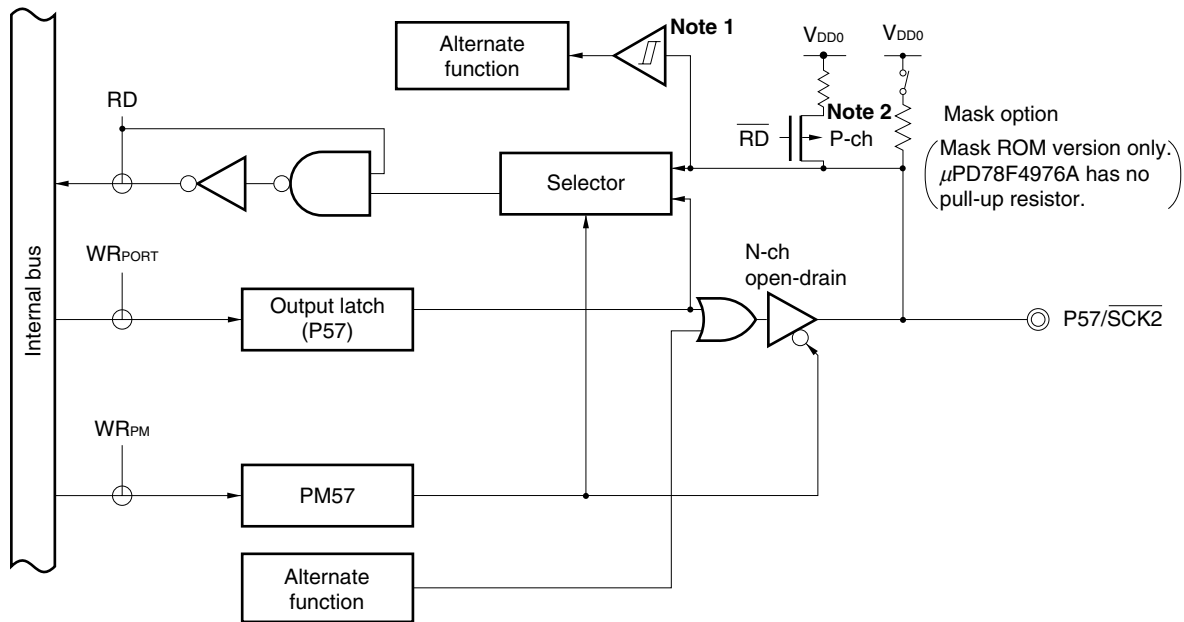 Alternate
function
Note 1
VDD0
VDD0
RD
RD
Note 2
P-ch
Mask option
Mask ROM version only.
μPD78F4976A has no
pull-up resistor.
Selector
Internal bus
WRPORT
Output latch
(P57)
N-ch
open-drain
P57/SCK2
WRPM
PM57
Alternate
function